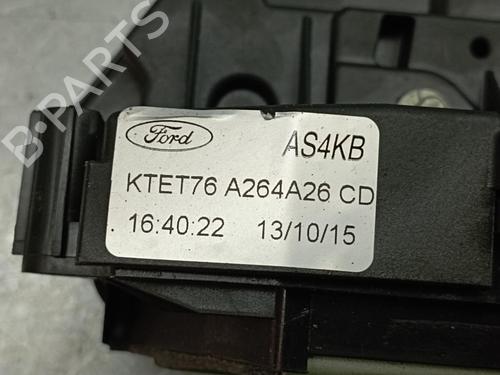 B-PARTS
Ford
AS4KB
KTET76 A264A26 CD
16:40:22 13/10/15